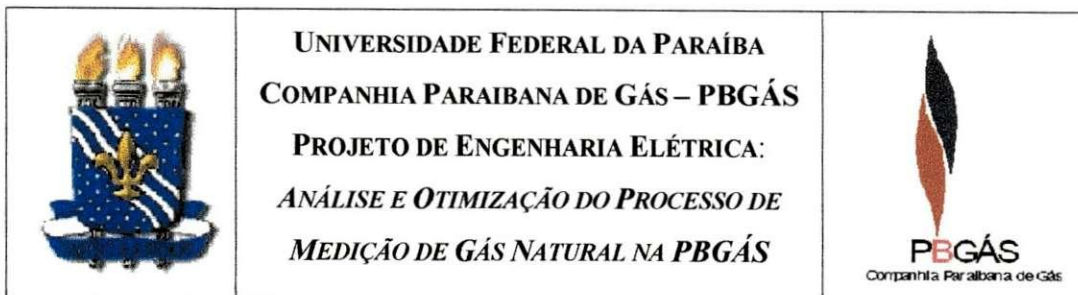 UNIVERSIDADE FEDERAL DA PARAÍBA
COMPANHIA PARAIBANA DE GÁS – PBGÁS
PROJETO DE ENGENHARIA ELÉTRICA:
ANÁLISE E OTIMIZAÇÃO DO PROCESSO DE
MEDIÇÃO DE GÁS NATURAL NA PBGÁS
PBGÁS
Companhia Paraibana de Gás